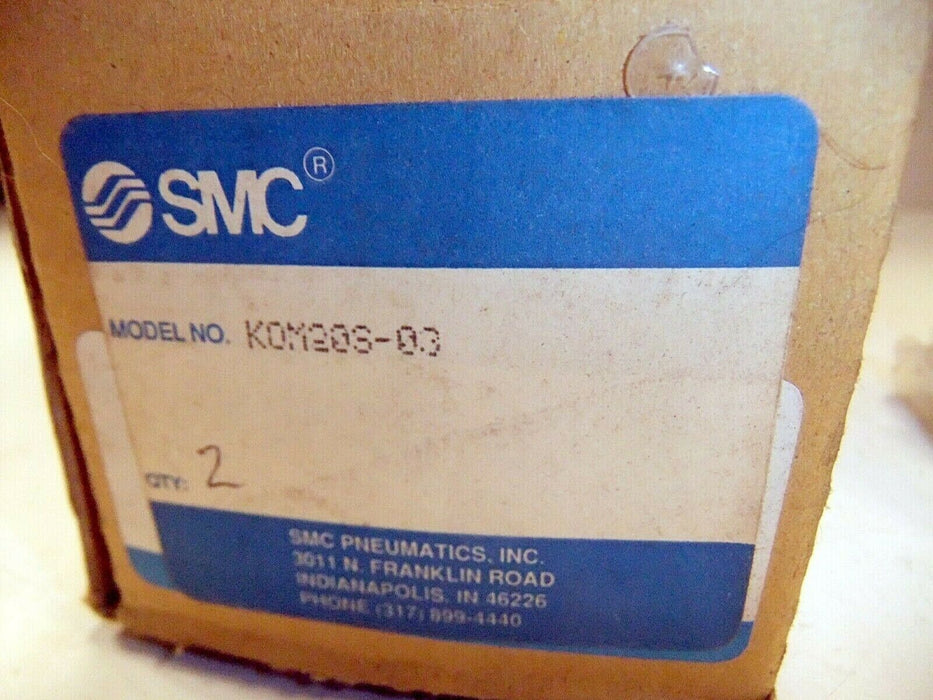 SMC®
MODEL NO. KDM20S-03
QTY: 2
SMC PNEUMATICS, INC.
3011 N. FRANKLIN ROAD
INDIANAPOLIS, IN 46226
PHONE (317) 899-4440